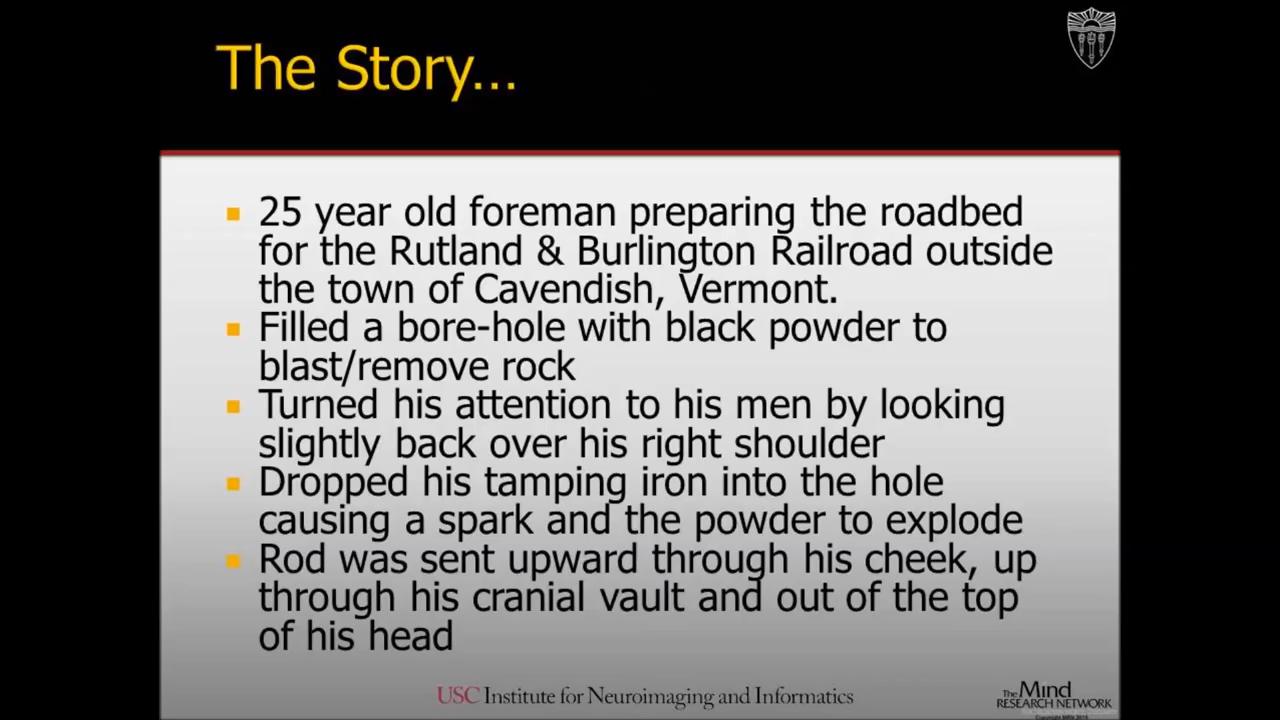 The Story...
25 year old foreman preparing the roadbed
for the Rutland & Burlington Railroad outside
the town of Cavendish, Vermont.
Filled a bore-hole with black powder to
blast/remove rock
Turned his attention to his men by looking
slightly back over his right shoulder
Dropped his tamping iron into the hole
causing a spark and the powder to explode
Rod was sent upward through his cheek, up
through his cranial vault and out of the top
of his head
USC Institute for Neuroimaging and Informatics
The Mind
RESEARCH NETWORK